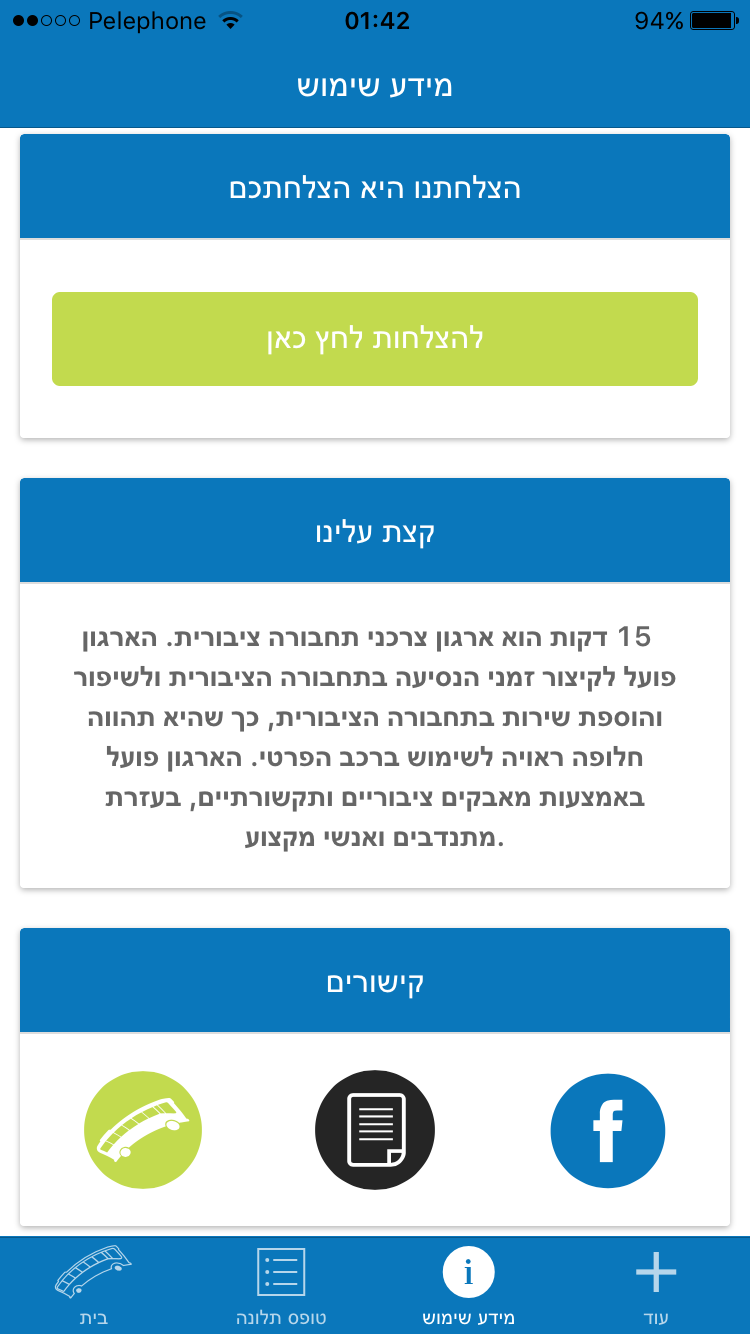 Pelephone 01:42 94%
מידע שימוש
הצלחתנו היא הצלחתכם
להצלחות לחץ כאן
קצת עלינו
15 דקות הוא ארגון צרכני תחבורה ציבורית. הארגון
פועל לקיצור זמני הנסיעה בתחבורה הציבורית ולשיפור
והוספת שירות בתחבורה הציבורית, כך שהיא תהווה
חלופה ראויה לשימוש ברכב הפרטי. הארגון פועל
באמצעות מאבקים ציבוריים ותקשורתיים, בעזרת
מתנדבים ואנשי מקצוע.
קישורים
f
i
עוד
מידע שימוש
טופס תלונה
בית